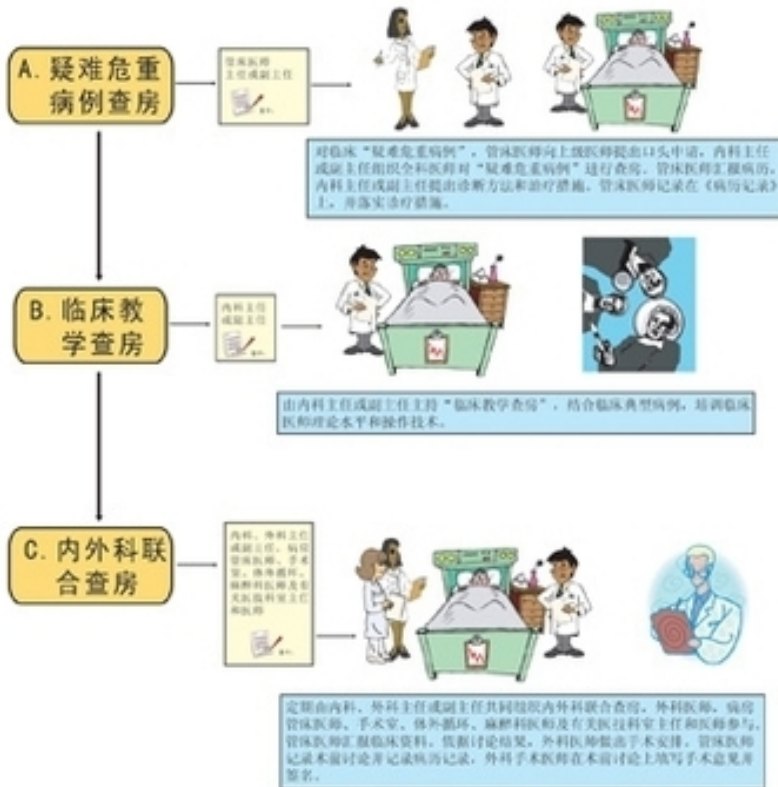 A. 疑难危重
病例查房
管床医师
主任或副主任
对临床“疑难危重病例”，管床医师向上级医师提出口头申请，内科主任
或副主任组织全科医师对“疑难危重病例”进行查房。管床医师汇报病历，
内科主任或副主任提出诊断方法和治疗措施。管床医师记录在《病历记录》
上，并落实诊疗措施。
B. 临床教
学查房
内科主任
或副主任
由内科主任或副主任主持“临床教学查房”，结合临床典型病例，培训临床
医师理论水平和操作技术。
C. 内外科联
合查房
内科、外科主任
或副主任、病房
管床医师、手术
室、体外循环、
麻醉科医师及有
关医技科室主任
和医师
定期由内科、外科主任或副主任共同组织内外科联合查房，外科医师，病房
管床医师、手术室、体外循环、麻醉科医师及有关医技科室主任和医师参与，
管床医师汇报临床资料。依据讨论结果，外科医师做出手术安排，管床医师
记录术前讨论并记录病历记录，外科手术医师在术前讨论上填写手术意见并
签名。